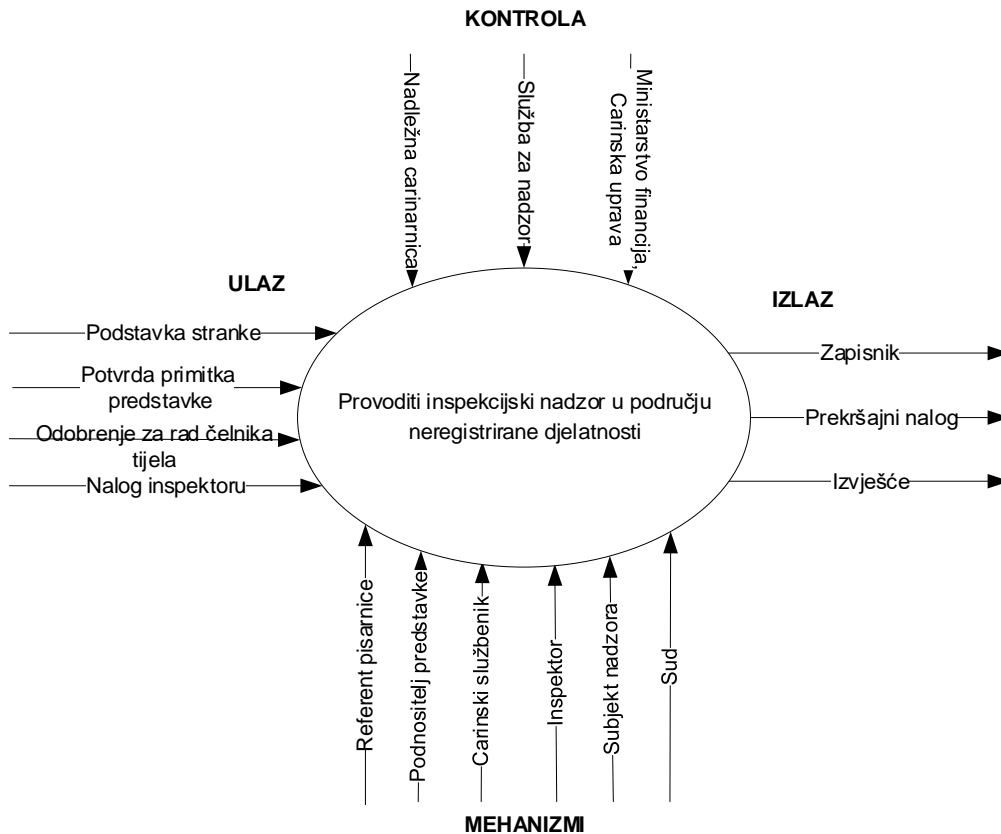 KONTROLA
Nadležna carinarnica
Služba za nadzor
Ministarstvo financija,
Carinska uprava
ULAZ
IZLAZ
Podstavka stranke
Potvrda primitka
predstavke
Odobrenje za rad čelnika
tijela
Nalog inspektoru
Provoditi inspekcijski nadzor u području
neregistrirane djelatnosti
Zapisnik
Prekršajni nalog
Izvješće
Referent pisarnice
Podnositelj predstavke
Carinski službenik
Inspektor
Subjekt nadzora
Sud
MEHANIZMI